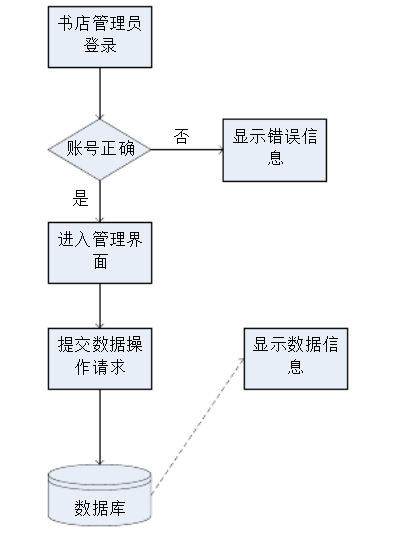 书店管理员
登录
账号正确
否
显示错误信
息
是
进入管理界
面
提交数据操
作请求
显示数据信
息
数据库